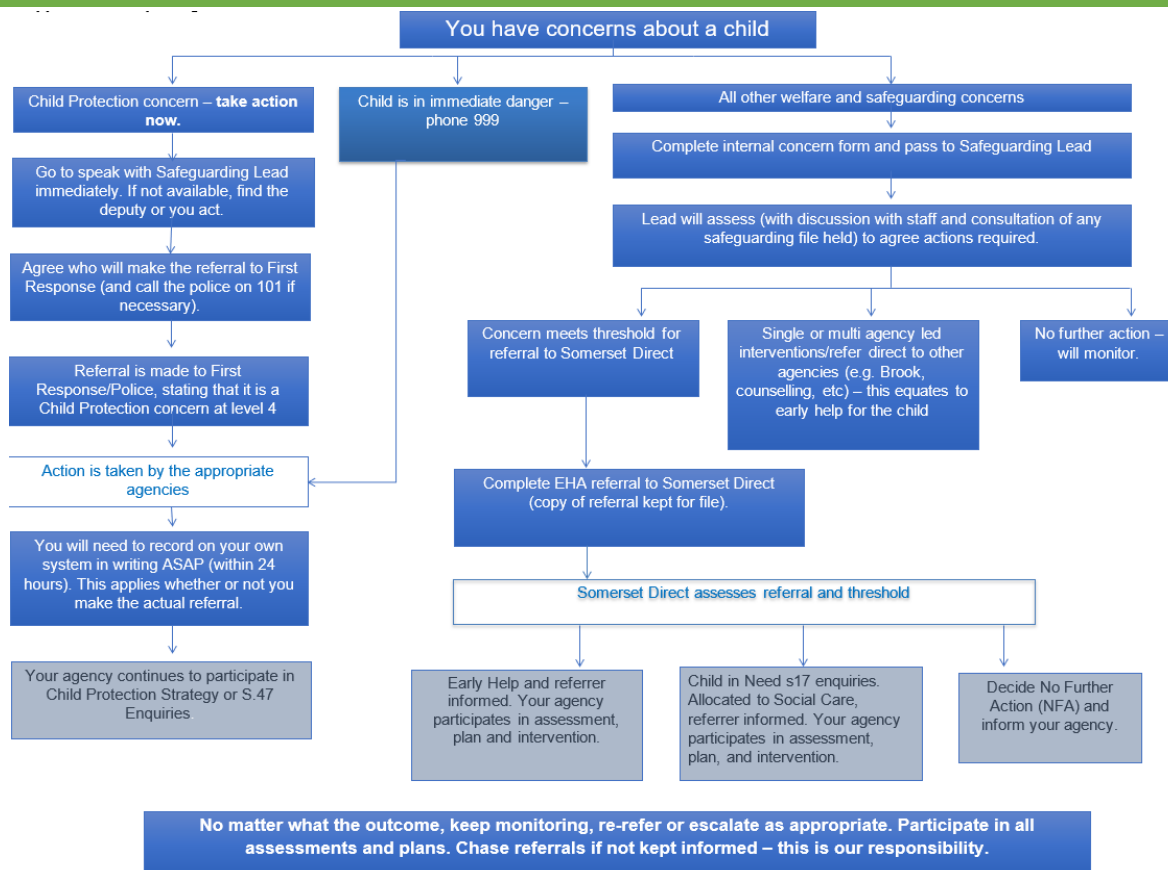 You have concerns about a child
Child Protection concern – take action
now.
Go to speak with Safeguarding Lead
immediately. If not available, find the
deputy or you act.
Agree who will make the referral to First
Response (and call the police on 101 if
necessary).
Referral is made to First
Response/Police, stating that it is a
Child Protection concern at level 4
Action is taken by the appropriate
agencies
You will need to record on your own
system in writing ASAP (within 24
hours). This applies whether or not you
make the actual referral.
Your agency continues to participate in
Child Protection Strategy or S.47
Enquiries.
Child is in immediate danger –
phone 999
All other welfare and safeguarding concerns
Complete internal concern form and pass to Safeguarding Lead
Lead will assess (with discussion with staff and consultation of any
safeguarding file held) to agree actions required.
Concern meets threshold for
referral to Somerset Direct
Single or multi agency led
interventions/refer direct to other
agencies (e.g. Brook,
counselling, etc) – this equates to
early help for the child
No further action –
will monitor.
Complete EHA referral to Somerset Direct
(copy of referral kept for file).
Somerset Direct assesses referral and threshold
Early Help and referrer
informed. Your agency
participates in assessment,
plan and intervention.
Child in Need s17 enquiries.
Allocated to Social Care,
referrer informed. Your agency
participates in assessment,
plan, and intervention.
Decide No Further
Action (NFA) and
inform your agency.
No matter what the outcome, keep monitoring, re-refer or escalate as appropriate. Participate in all
assessments and plans. Chase referrals if not kept informed – this is our responsibility.